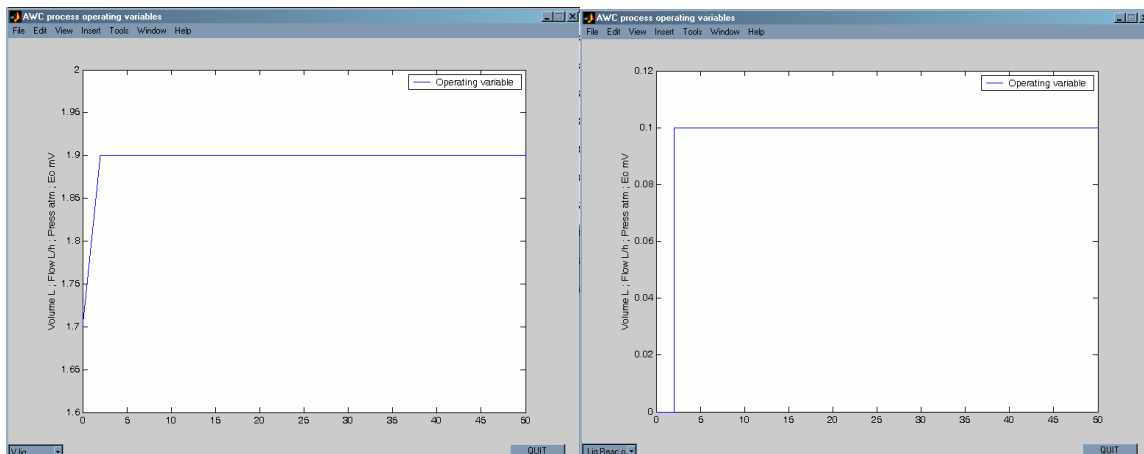 AWC process operating variables
File Edit View Insert Tools Window Help
2
1.95
1.9
1.85
1.8
1.75
1.7
1.65
1.6
Volume L ; Flow L/h ; Press atm ; Eo mV
Operating variable
0 5 10 15 20 25 30 35 40 45 50
V liq
QUIT
AWC process operating variables
File Edit View Insert Tools Window Help
0.12
0.1
0.08
0.06
0.04
0.02
0
Volume L ; Flow L/h ; Press atm ; Eo mV
Operating variable
0 5 10 15 20 25 30 35 40 45 50
Liq Reac o
QUIT